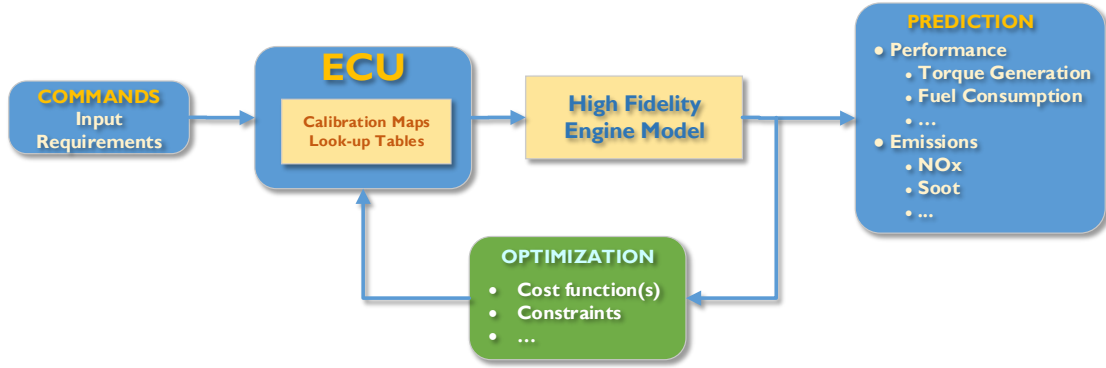 COMMANDS
Input
Requirements
ECU
Calibration Maps
Look-up Tables
High Fidelity
Engine Model
PREDICTION
● Performance
• Torque Generation
• Fuel Consumption
• ...
● Emissions
• NOx
• Soot
• ...
OPTIMIZATION
• Cost function(s)
• Constraints
• ...